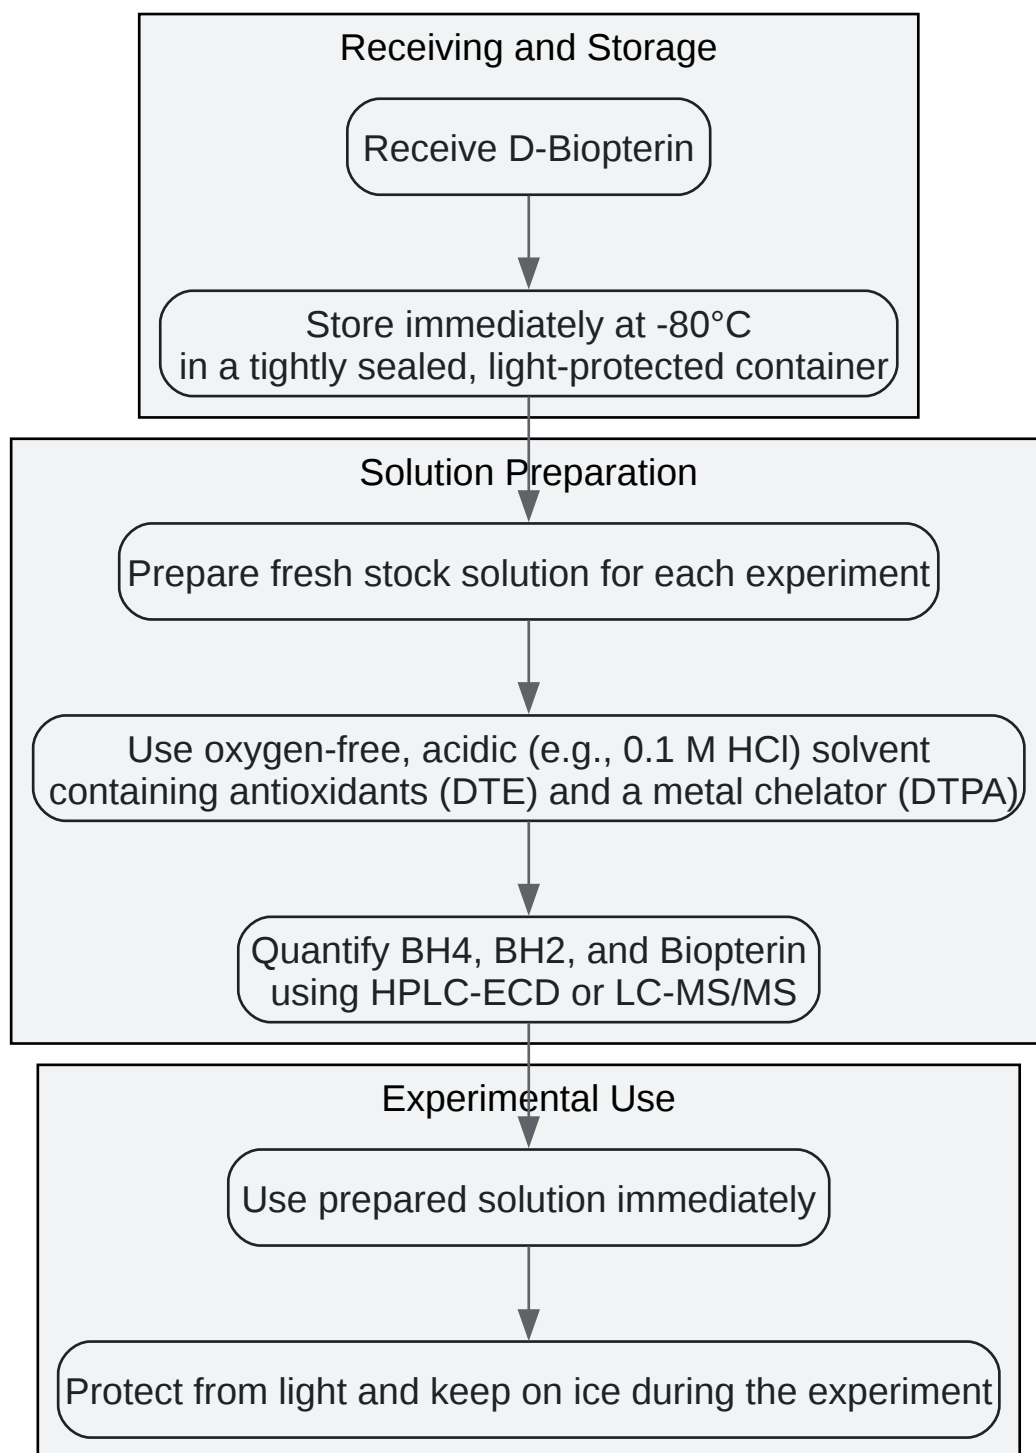 Receiving and Storage
Receive D-Biopterin
Store immediately at -80°C
in a tightly sealed, light-protected container
Solution Preparation
Prepare fresh stock solution for each experiment
Use oxygen-free, acidic (e.g., 0.1 M HCl) solvent
containing antioxidants (DTE) and a metal chelator (DTPA)
Quantify BH4, BH2, and Biopterin
using HPLC-ECD or LC-MS/MS
Experimental Use
Use prepared solution immediately
Protect from light and keep on ice during the experiment